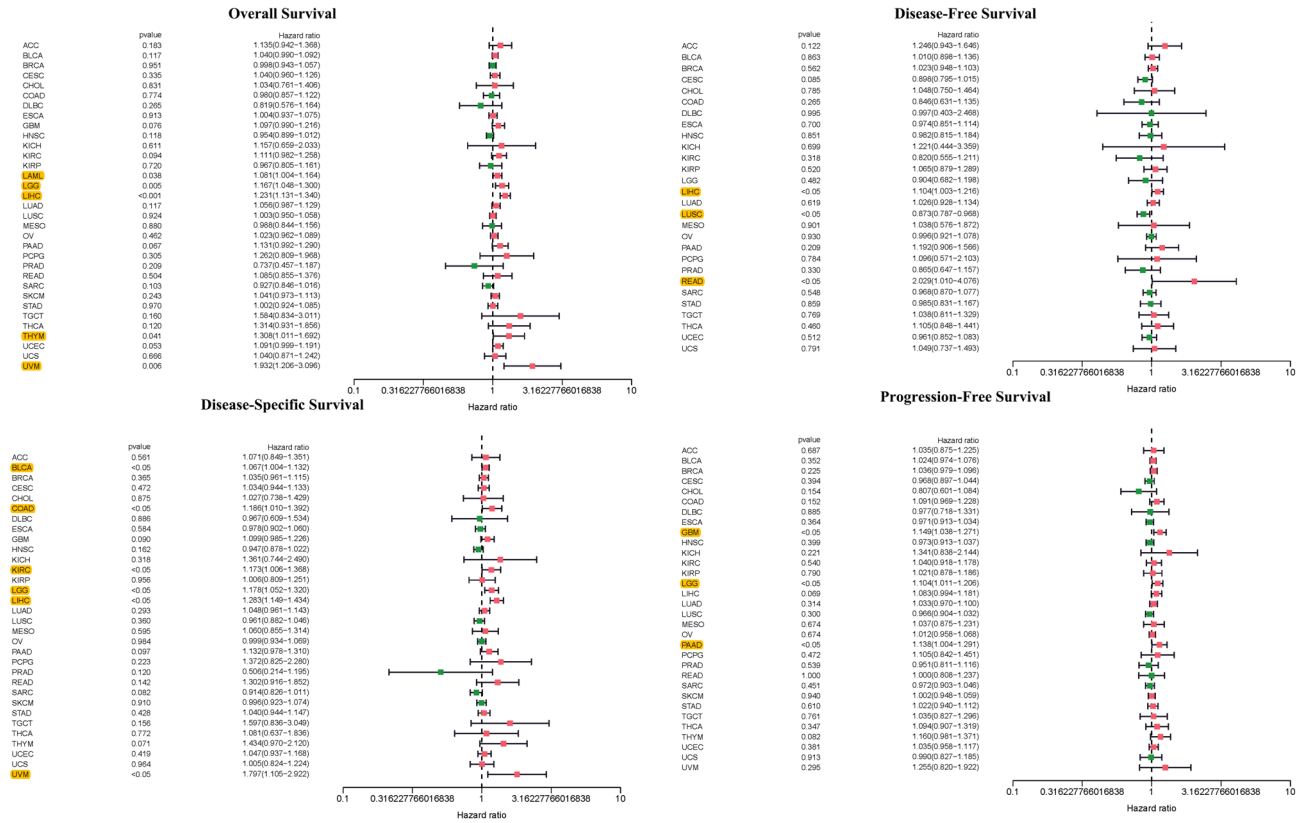 Overall Survival
pvalue Hazard ratio
ACC 0.183 1.135(0.942−1.368)
BLCA 0.117 1.040(0.990−1.092)
BRCA 0.951 0.998(0.943−1.057)
CESC 0.335 1.040(0.960−1.126)
CHOL 0.831 1.034(0.761−1.406)
COAD 0.774 0.980(0.857−1.122)
DLBC 0.265 0.819(0.576−1.164)
ESCA 0.913 1.004(0.937−1.075)
GBM 0.076 1.097(0.990−1.216)
HNSC 0.118 0.954(0.899−1.012)
KICH 0.611 1.157(0.659−2.033)
KIRC 0.094 1.111(0.982−1.258)
KIRP 0.720 0.967(0.805−1.161)
LAML 0.038 1.081(1.004−1.164)
LGG 0.005 1.167(1.048−1.300)
LIHC <0.001 1.231(1.131−1.340)
LUAD 0.117 1.056(0.987−1.129)
LUSC 0.924 1.003(0.950−1.058)
MESO 0.880 0.988(0.844−1.156)
OV 0.462 1.023(0.962−1.089)
PAAD 0.067 1.131(0.992−1.290)
PCPG 0.305 1.262(0.809−1.968)
PRAD 0.209 0.737(0.457−1.187)
READ 0.504 1.085(0.855−1.376)
SARC 0.103 0.927(0.846−1.016)
SKCM 0.243 1.041(0.973−1.113)
STAD 0.970 1.002(0.924−1.085)
TGCT 0.160 1.584(0.834−3.011)
THCA 0.120 1.314(0.931−1.856)
THYM 0.041 1.308(1.011−1.692)
UCEC 0.053 1.091(0.999−1.191)
UCS 0.666 1.040(0.871−1.242)
UVM 0.006 1.932(1.206−3.096)
0.1 0.316227766016838 1 3.16227766016838 10
Hazard ratio
Disease-Free Survival
pvalue Hazard ratio
ACC 0.122 1.246(0.943−1.646)
BLCA 0.863 1.010(0.898−1.136)
BRCA 0.562 1.023(0.948−1.103)
CESC 0.085 0.898(0.795−1.015)
CHOL 0.785 1.048(0.750−1.464)
COAD 0.265 0.846(0.631−1.135)
DLBC 0.995 0.997(0.403−2.468)
ESCA 0.700 0.974(0.851−1.114)
HNSC 0.851 0.982(0.815−1.184)
KICH 0.699 1.221(0.444−3.359)
KIRC 0.318 0.820(0.555−1.211)
KIRP 0.520 1.065(0.879−1.289)
LGG 0.482 0.904(0.682−1.198)
LIHC <0.05 1.104(1.003−1.216)
LUAD 0.619 1.026(0.928−1.134)
LUSC <0.05 0.873(0.787−0.968)
MESO 0.901 1.038(0.576−1.872)
OV 0.930 0.996(0.921−1.078)
PAAD 0.209 1.192(0.906−1.566)
PCPG 0.784 1.096(0.571−2.103)
PRAD 0.330 0.865(0.647−1.157)
READ <0.05 2.029(1.010−4.076)
SARC 0.548 0.968(0.870−1.077)
STAD 0.859 0.985(0.831−1.167)
TGCT 0.769 1.038(0.811−1.329)
THCA 0.460 1.105(0.848−1.441)
UCEC 0.512 0.961(0.852−1.083)
UCS 0.791 1.049(0.737−1.493)
0.1 0.316227766016838 1 3.16227766016838 10
Hazard ratio
Disease-Specific Survival
pvalue Hazard ratio
ACC 0.561 1.071(0.849−1.351)
BLCA <0.05 1.067(1.004−1.132)
BRCA 0.365 1.035(0.961−1.115)
CESC 0.472 1.034(0.944−1.133)
CHOL 0.875 1.027(0.738−1.429)
COAD <0.05 1.186(1.010−1.392)
DLBC 0.886 0.967(0.609−1.534)
ESCA 0.584 0.978(0.902−1.060)
GBM 0.090 1.099(0.985−1.226)
HNSC 0.162 0.947(0.878−1.022)
KICH 0.318 1.361(0.744−2.490)
KIRC <0.05 1.173(1.006−1.368)
KIRP 0.956 1.006(0.809−1.251)
LGG <0.05 1.178(1.052−1.320)
LIHC <0.05 1.283(1.149−1.434)
LUAD 0.293 1.048(0.961−1.143)
LUSC 0.360 0.961(0.882−1.046)
MESO 0.595 1.060(0.855−1.314)
OV 0.984 0.999(0.934−1.069)
PAAD 0.097 1.132(0.978−1.310)
PCPG 0.223 1.372(0.825−2.280)
PRAD 0.120 0.506(0.214−1.195)
READ 0.142 1.302(0.916−1.852)
SARC 0.082 0.914(0.826−1.011)
SKCM 0.910 0.996(0.923−1.074)
STAD 0.428 1.040(0.944−1.147)
TGCT 0.156 1.597(0.836−3.049)
THCA 0.772 1.081(0.637−1.836)
THYM 0.071 1.434(0.970−2.120)
UCEC 0.419 1.047(0.937−1.168)
UCS 0.964 1.005(0.824−1.224)
UVM <0.05 1.797(1.105−2.922)
0.1 0.316227766016838 1 3.16227766016838 10
Hazard ratio
Progression-Free Survival
pvalue Hazard ratio
ACC 0.687 1.035(0.875−1.225)
BLCA 0.352 1.024(0.974−1.076)
BRCA 0.225 1.036(0.979−1.096)
CESC 0.394 0.968(0.897−1.044)
CHOL 0.154 0.807(0.601−1.084)
COAD 0.152 1.091(0.969−1.228)
DLBC 0.885 0.977(0.718−1.331)
ESCA 0.364 0.971(0.913−1.034)
GBM <0.05 1.149(1.038−1.271)
HNSC 0.399 0.973(0.913−1.037)
KICH 0.221 1.341(0.838−2.144)
KIRC 0.540 1.040(0.918−1.178)
KIRP 0.790 1.021(0.878−1.186)
LGG <0.05 1.104(1.011−1.206)
LIHC 0.069 1.083(0.994−1.181)
LUAD 0.314 1.033(0.970−1.100)
LUSC 0.300 0.966(0.904−1.032)
MESO 0.674 1.037(0.875−1.231)
OV 0.674 1.012(0.958−1.068)
PAAD <0.05 1.138(1.004−1.291)
PCPG 0.472 1.105(0.842−1.451)
PRAD 0.539 0.951(0.811−1.116)
READ 1.000 1.000(0.808−1.237)
SARC 0.451 0.972(0.903−1.046)
SKCM 0.940 1.002(0.948−1.059)
STAD 0.610 1.022(0.940−1.112)
TGCT 0.761 1.035(0.827−1.296)
THCA 0.347 1.094(0.907−1.319)
THYM 0.082 1.160(0.981−1.371)
UCEC 0.381 1.035(0.958−1.117)
UCS 0.913 0.990(0.827−1.185)
UVM 0.295 1.255(0.820−1.922)
0.1 0.316227766016838 1 3.16227766016838 10
Hazard ratio